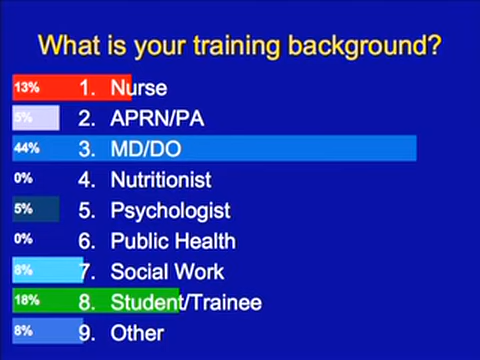 What is your training background?
13% 1. Nurse
5% 2. APRN/PA
44% 3. MD/DO
0% 4. Nutritionist
5% 5. Psychologist
0% 6. Public Health
8% 7. Social Work
18% 8. Student/Trainee
8% 9. Other